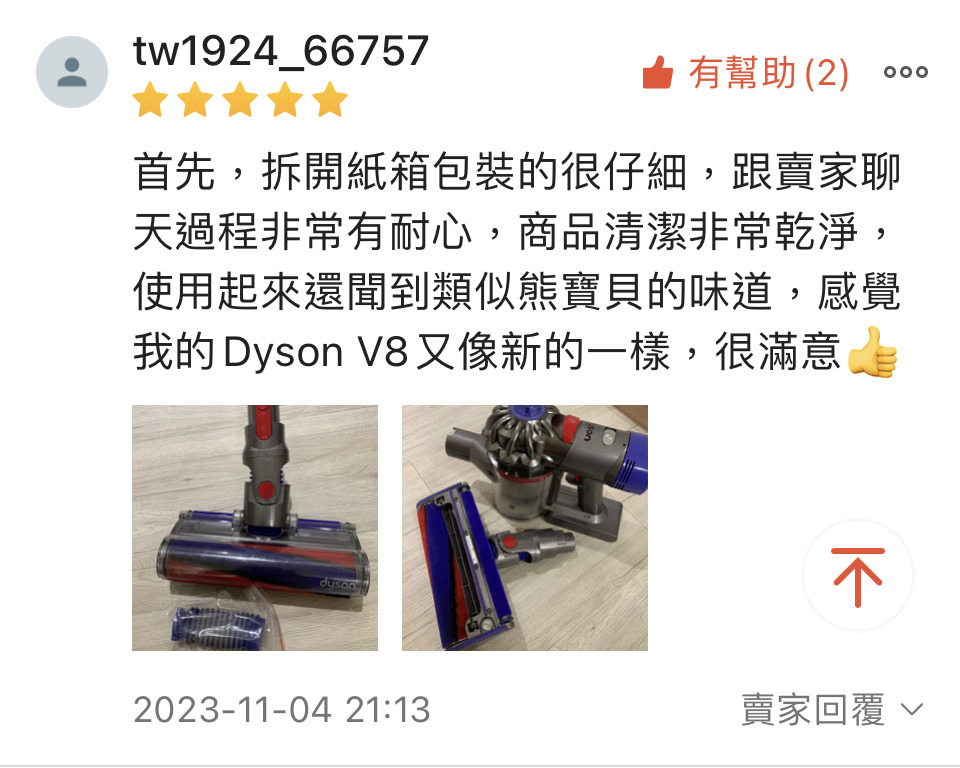 tw1924_66757
有幫助 (2)
首先，拆開紙箱包裝的很仔細，跟賣家聊
天過程非常有耐心，商品清潔非常乾淨，
使用起來還聞到類似熊寶貝的味道，感覺
我的Dyson V8又像新的一樣，很滿意👍
dyson
2023-11-04 21:13
賣家回覆